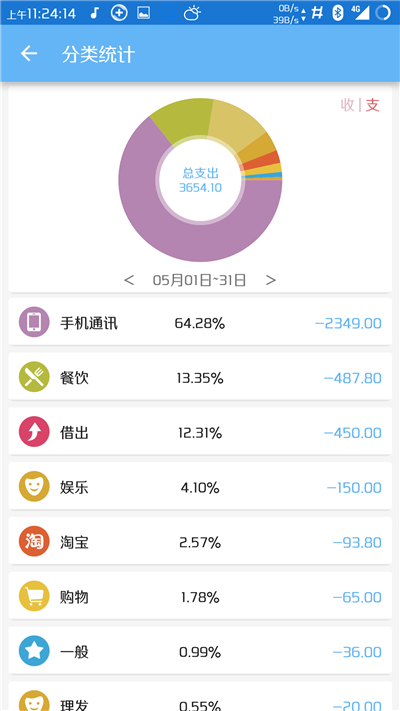 上午11:24:14
0B/s
39B/s
4G
分类统计
收|支
总支出
3654.10
< 05月01日~31日 >
手机通讯 64.28% -2349.00
餐饮 13.35% -487.80
借出 12.31% -450.00
娱乐 4.10% -150.00
淘 淘宝 2.57% -93.80
购物 1.78% -65.00
一般 0.99% -36.00
理发 0.55% -20.00